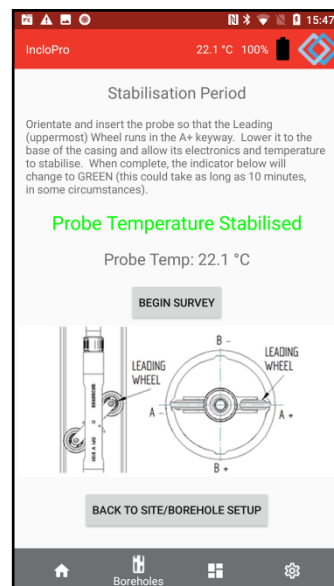 15:47
IncloPro 22.1 °C 100%
Stabilisation Period
Orientate and insert the probe so that the Leading
(uppermost) Wheel runs in the A+ keyway. Lower it to the
base of the casing and allow its electronics and temperature
to stabilise. When complete, the indicator below will
change to GREEN (this could take as long as 10 minutes,
in some circumstances).
Probe Temperature Stabilised
Probe Temp: 22.1 °C
BEGIN SURVEY
B -
LEADING
WHEEL
LEADING
WHEEL
A -
A +
B +
BACK TO SITE/BOREHOLE SETUP
Boreholes